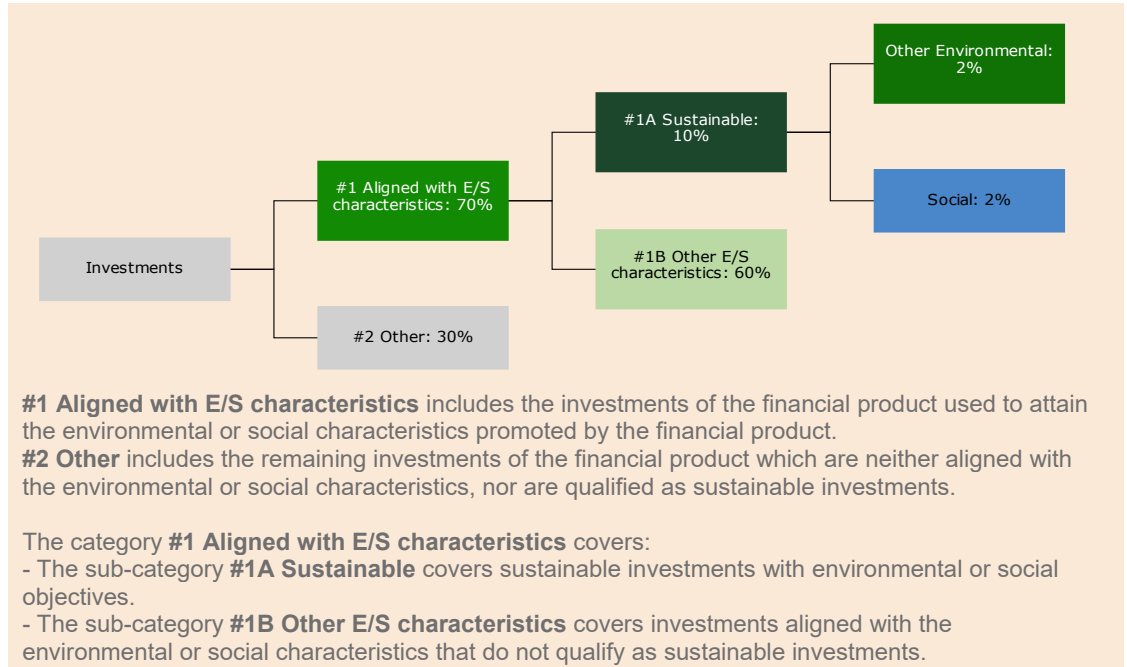 Other Environmental:
2%
#1A Sustainable:
10%
#1 Aligned with E/S
characteristics: 70%
Social: 2%
Investments
#1B Other E/S
characteristics: 60%
#2 Other: 30%
#1 Aligned with E/S characteristics includes the investments of the financial product used to attain
the environmental or social characteristics promoted by the financial product.
#2 Other includes the remaining investments of the financial product which are neither aligned with
the environmental or social characteristics, nor are qualified as sustainable investments.
The category #1 Aligned with E/S characteristics covers:
- The sub-category #1A Sustainable covers sustainable investments with environmental or social
objectives.
- The sub-category #1B Other E/S characteristics covers investments aligned with the
environmental or social characteristics that do not qualify as sustainable investments.